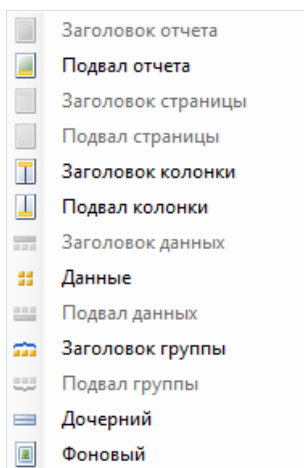 Заголовок отчета
Подвал отчета
Заголовок страницы
Подвал страницы
Заголовок колонки
Подвал колонки
Заголовок данных
Данные
Подвал данных
Заголовок группы
Подвал группы
Дочерний
Фоновый